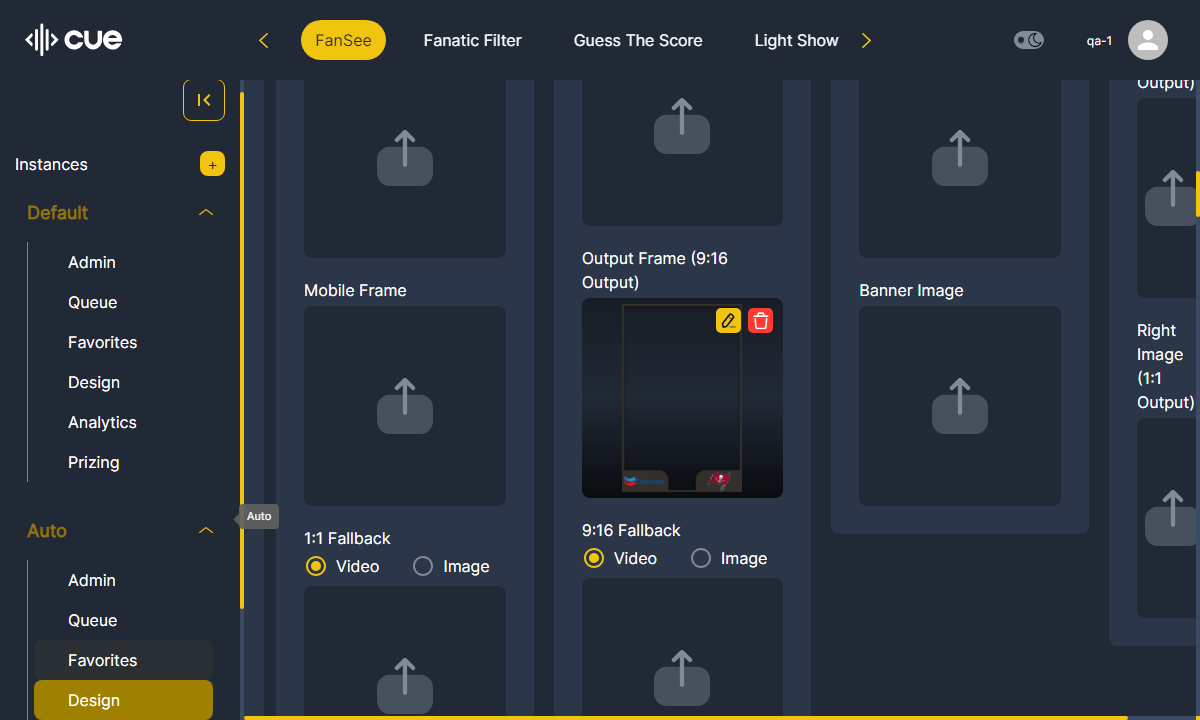 cue
FanSee
Fanatic Filter
Guess The Score
Light Show
qa-1
Instances
+
Default
Admin
Queue
Favorites
Design
Analytics
Prizing
Auto
Admin
Queue
Favorites
Design
Auto
Mobile Frame
1:1 Fallback
Video
Image
Output Frame (9:16
Output)
9:16 Fallback
Video
Image
Banner Image
Output)
Right
Image
(1:1
Output)